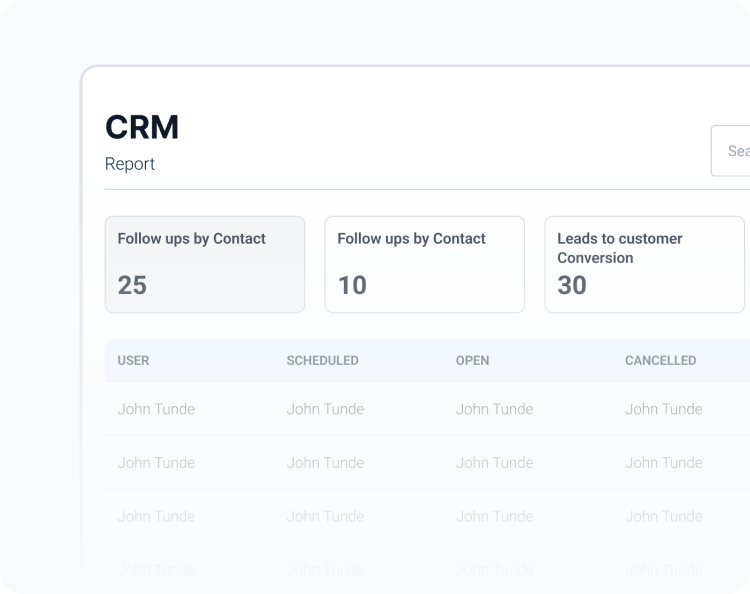 CRM
Report
Sea
Follow ups by Contact
25
Follow ups by Contact
10
Leads to customer
Conversion
30
USER SCHEDULED OPEN CANCELLED
John Tunde John Tunde John Tunde John Tunde
John Tunde John Tunde John Tunde John Tunde
John Tunde John Tunde John Tunde John Tunde
John Tunde John Tunde John Tunde John Tunde